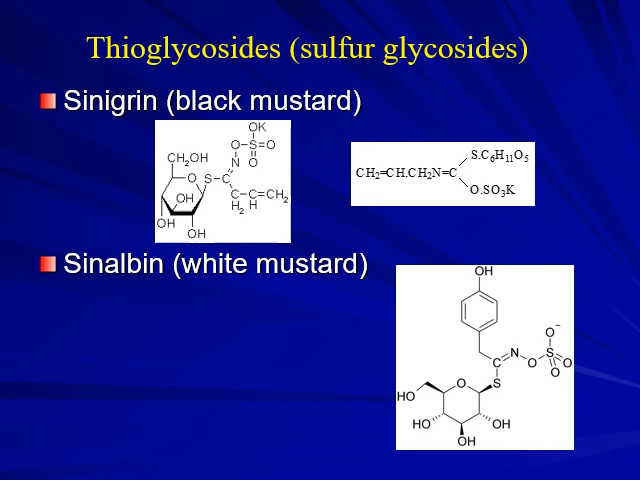 Thioglycosides (sulfur glycosides)
Sinigrin (black mustard)
OK
O–S=O
N O
CH₂OH
O S–C
OH C–C=CH₂
H₂ H
OH
OH
S.C₆H₁₁O₅
CH₂=CH.CH₂N=C
O.SO₃K
Sinalbin (white mustard)
OH
O⁻
N S
C O O
O
S
O
HO
HO OH
OH